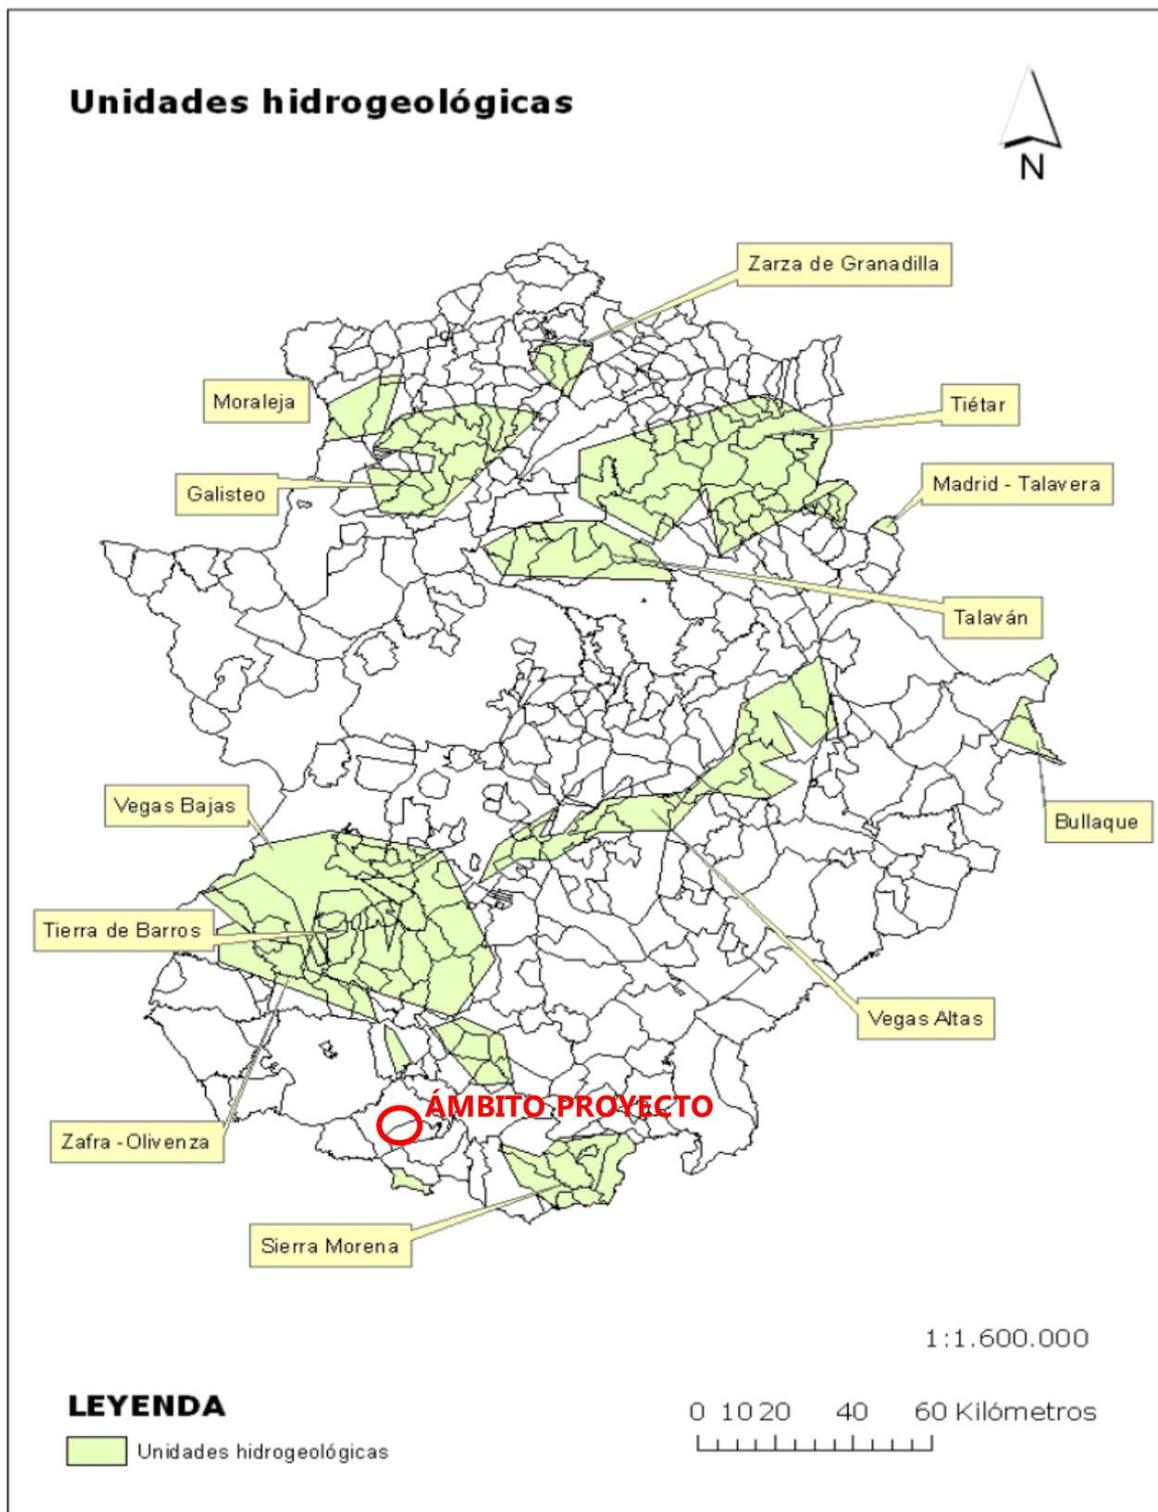 Unidades hidrogeológicas
N
Zarza de Granadilla
Moraleja
Tiétar
Madrid - Talavera
Galisteo
Talaván
Vegas Bajas
Bullaque
Tierra de Barros
Vegas Altas
ÁMBITO PROYECTO
Zafra - Olivenza
Sierra Morena
1:1.600.000
LEYENDA
0 10 20 40 60 Kilómetros
Unidades hidrogeológicas